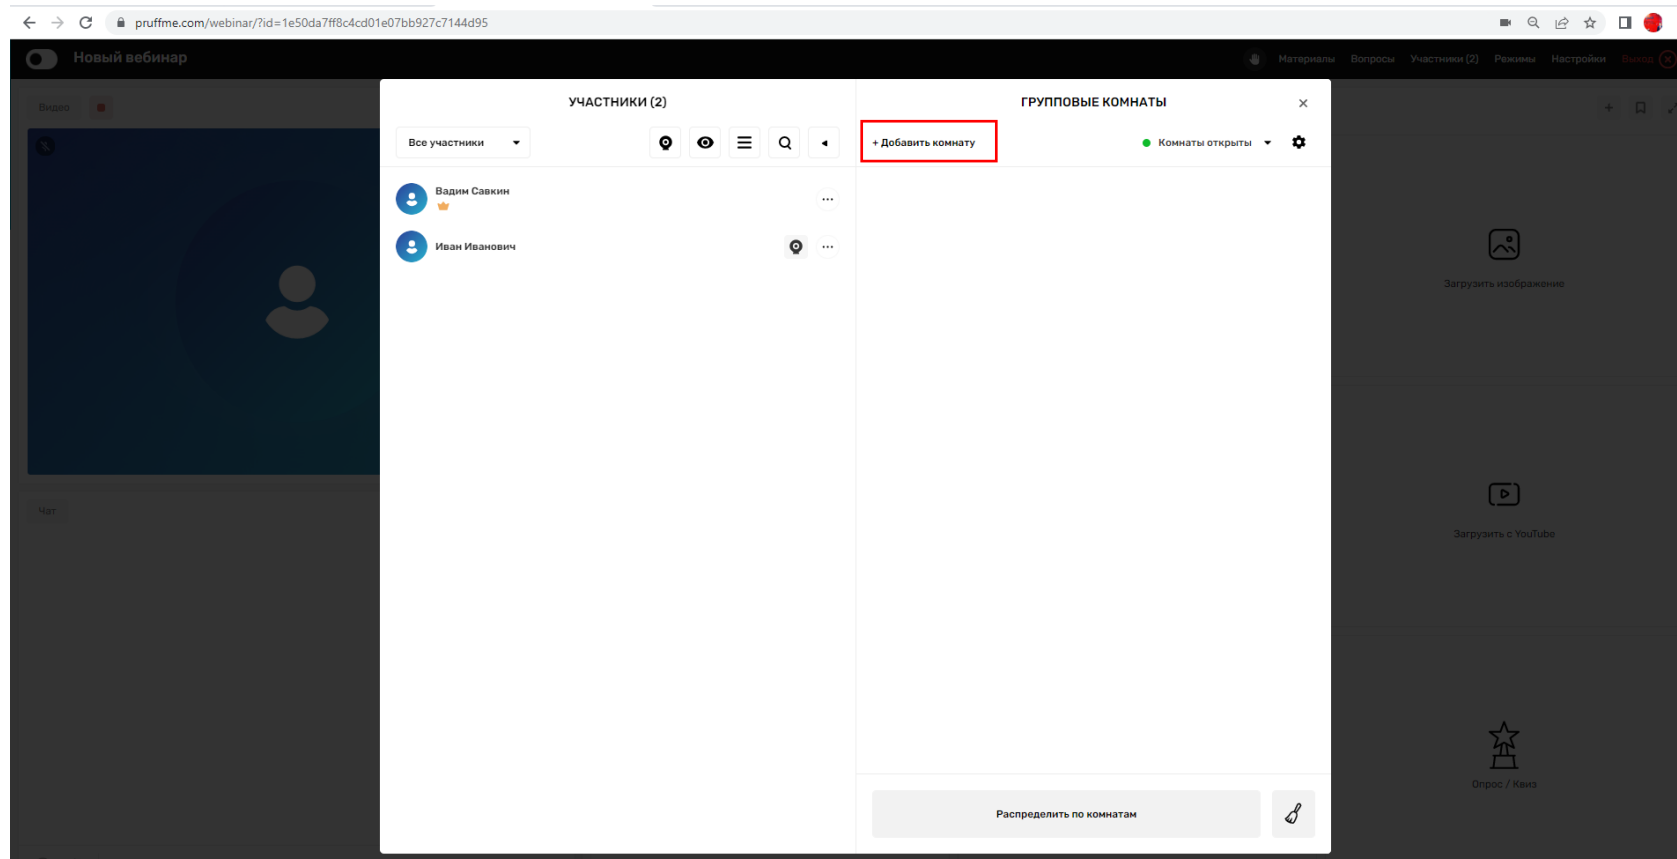 pruffme.com/webinar/?id=1e50da7ff8c4cd01e07bb927c7144d95
Новый вебинар
Материалы Вопросы Участники (2) Режимы Настройки Выход
Видео
УЧАСТНИКИ (2)
ГРУППОВЫЕ КОМНАТЫ
Все участники
+ Добавить комнату
Комнаты открыты
Вадим Савкин
Иван Иванович
Загрузить изображение
Чат
Загрузить с YouTube
Опрос / Квиз
Распределить по комнатам